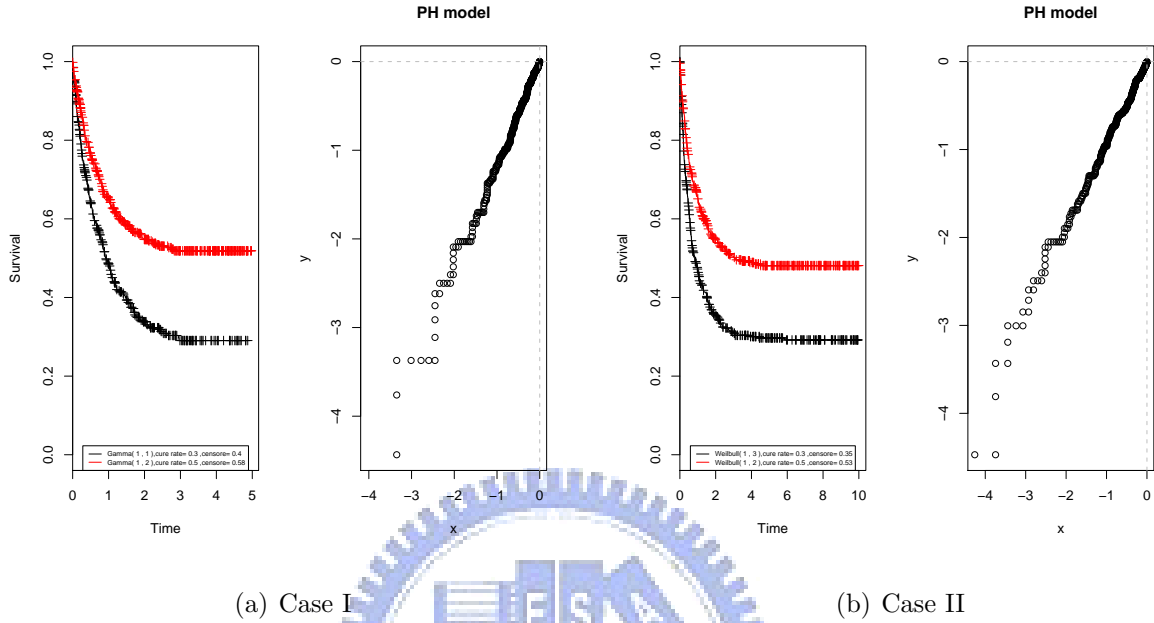 PH model
PH model
Survival
0.0
0.2
0.4
0.6
0.8
1.0
Gamma( 1 , 1 ),cure rate= 0.3 ,censore= 0.4
Gamma( 1 , 2 ),cure rate= 0.5 ,censore= 0.58
0 1 2 3 4 5
Time
y
0
−1
−2
−3
−4
−4 −3 −2 −1 0
x
Survival
0.0
0.2
0.4
0.6
0.8
1.0
Weilbull( 1 , 3 ),cure rate= 0.3 ,censore= 0.35
Weilbull( 1 , 2 ),cure rate= 0.5 ,censore= 0.53
0 2 4 6 8 10
Time
y
0
−1
−2
−3
−4
−4 −3 −2 −1 0
x
E S A
(a) Case I
(b) Case II